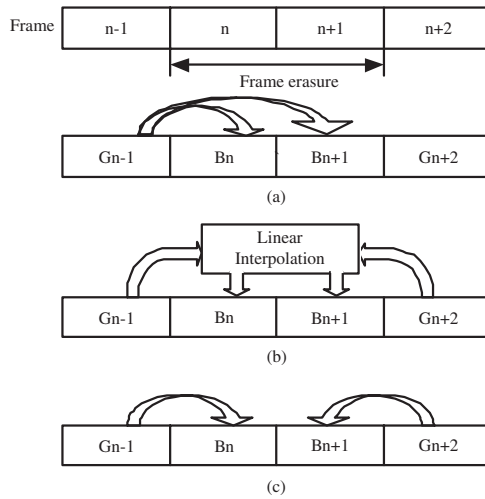 Frame n-1 n n+1 n+2
Frame erasure
Gn-1 Bn Bn+1 Gn+2
(a)
Linear
Interpolation
Gn-1 Bn Bn+1 Gn+2
(b)
Gn-1 Bn Bn+1 Gn+2
(c)